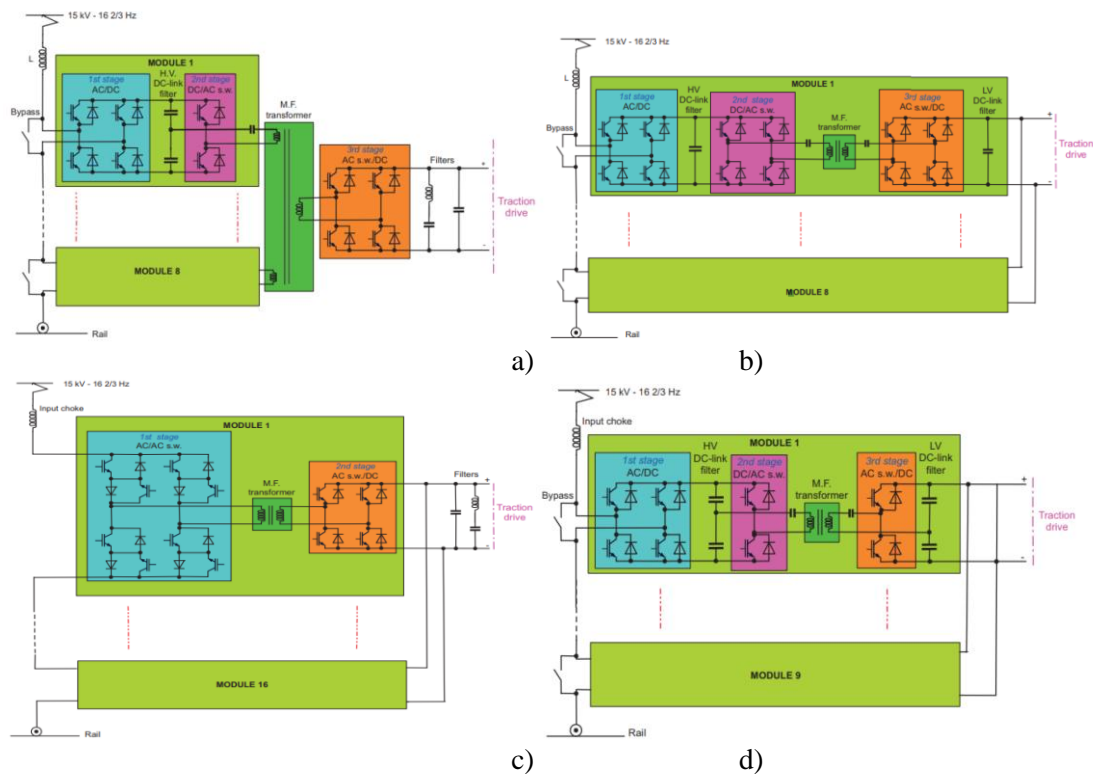 15 kV - 16 2/3 Hz
L
Bypass
MODULE 1
1st stage
AC/DC
H.V.
DC-link
filter
2nd stage
DC/AC s.w.
M.F.
transformer
3rd stage
AC s.w./DC
Filters
+
-
Traction
drive
MODULE 8
Rail
a)
15 kV - 16 2/3 Hz
L
Bypass
MODULE 1
1st stage
AC/DC
HV
DC-link
filter
2nd stage
DC/AC s.w.
M.F.
transformer
3rd stage
AC s.w./DC
LV
DC-link
filter
+
-
Traction
drive
MODULE 8
Rail
b)
15 kV - 16 2/3 Hz
Input choke
MODULE 1
1st stage
AC/AC s.w.
M.F.
transformer
2nd stage
AC s.w./DC
Filters
+
-
Traction
drive
MODULE 16
Rail
c)
15 kV - 16 2/3 Hz
Input choke
Bypass
MODULE 1
1st stage
AC/DC
HV
DC-link
filter
2nd stage
DC/AC s.w.
M.F.
transformer
3rd stage
AC s.w./DC
LV
DC-link
filter
+
-
Traction
drive
MODULE 9
Rail
d)